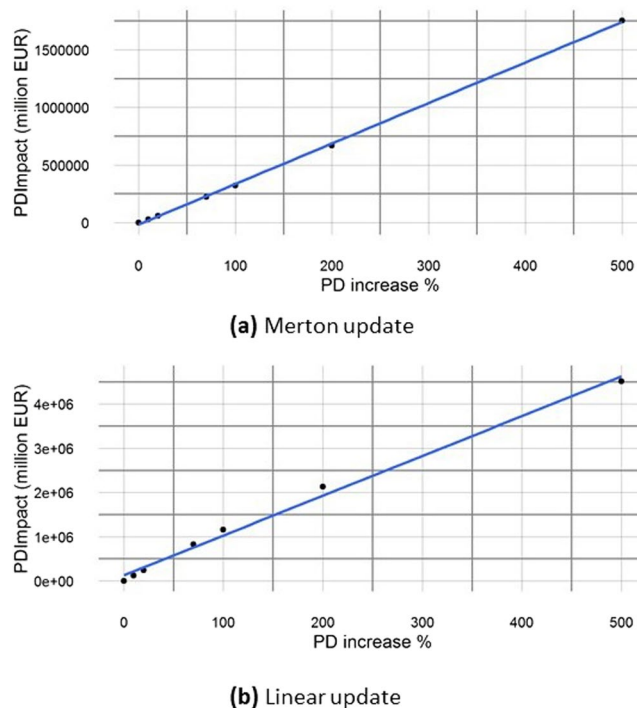 PDImpact (million EUR)
1500000
1000000
500000
0
0 100 200 300 400 500
PD increase %
(a) Merton update
PDImpact (million EUR)
4e+06
3e+06
2e+06
1e+06
0e+00
0 100 200 300 400 500
PD increase %
(b) Linear update